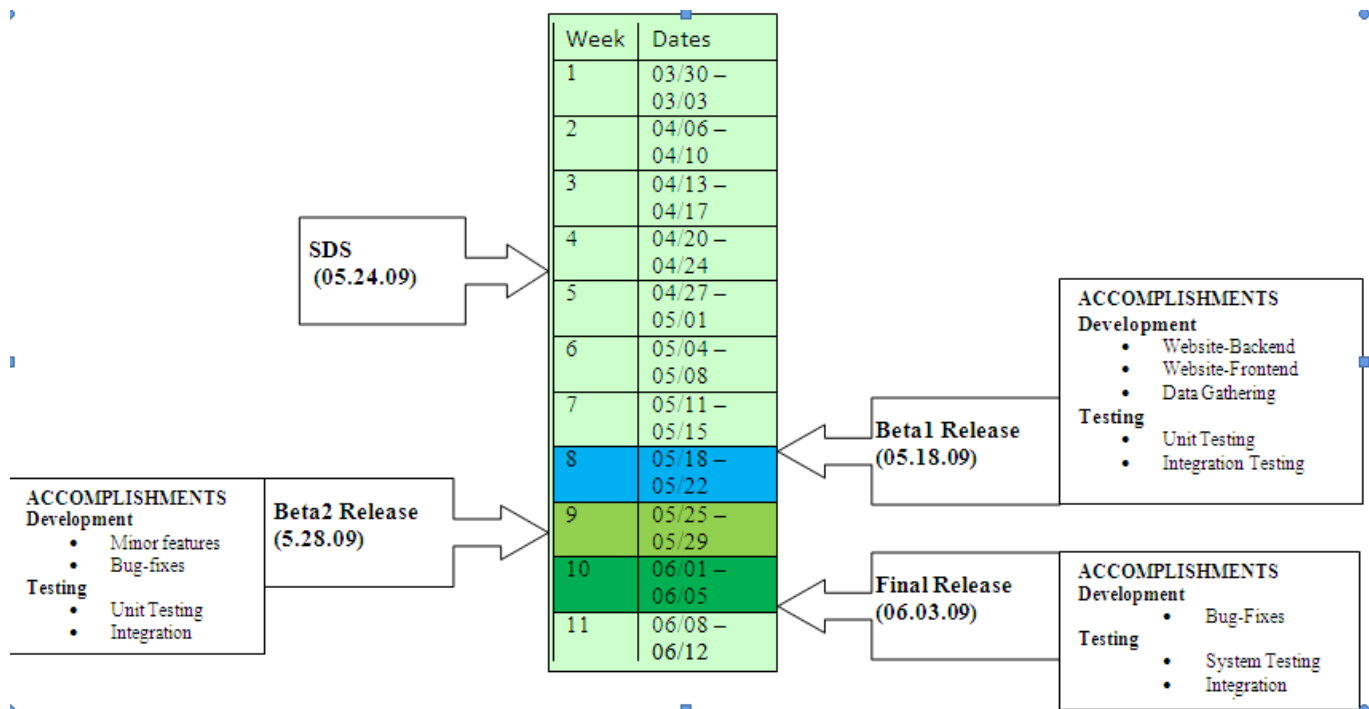 Week Dates
1 03/30 –
03/03
2 04/06 –
04/10
3 04/13 –
04/17
4 04/20 –
04/24
5 04/27 –
05/01
6 05/04 –
05/08
7 05/11 –
05/15
8 05/18 –
05/22
9 05/25 –
05/29
10 06/01 –
06/05
11 06/08 –
06/12
SDS
(05.24.09)
ACCOMPLISHMENTS
Development
• Website-Backend
• Website-Frontend
• Data Gathering
Testing
• Unit Testing
• Integration Testing
Beta1 Release
(05.18.09)
ACCOMPLISHMENTS
Development
• Minor features
• Bug-fixes
Testing
• Unit Testing
• Integration
Beta2 Release
(5.28.09)
Final Release
(06.03.09)
ACCOMPLISHMENTS
Development
• Bug-Fixes
Testing
• System Testing
• Integration